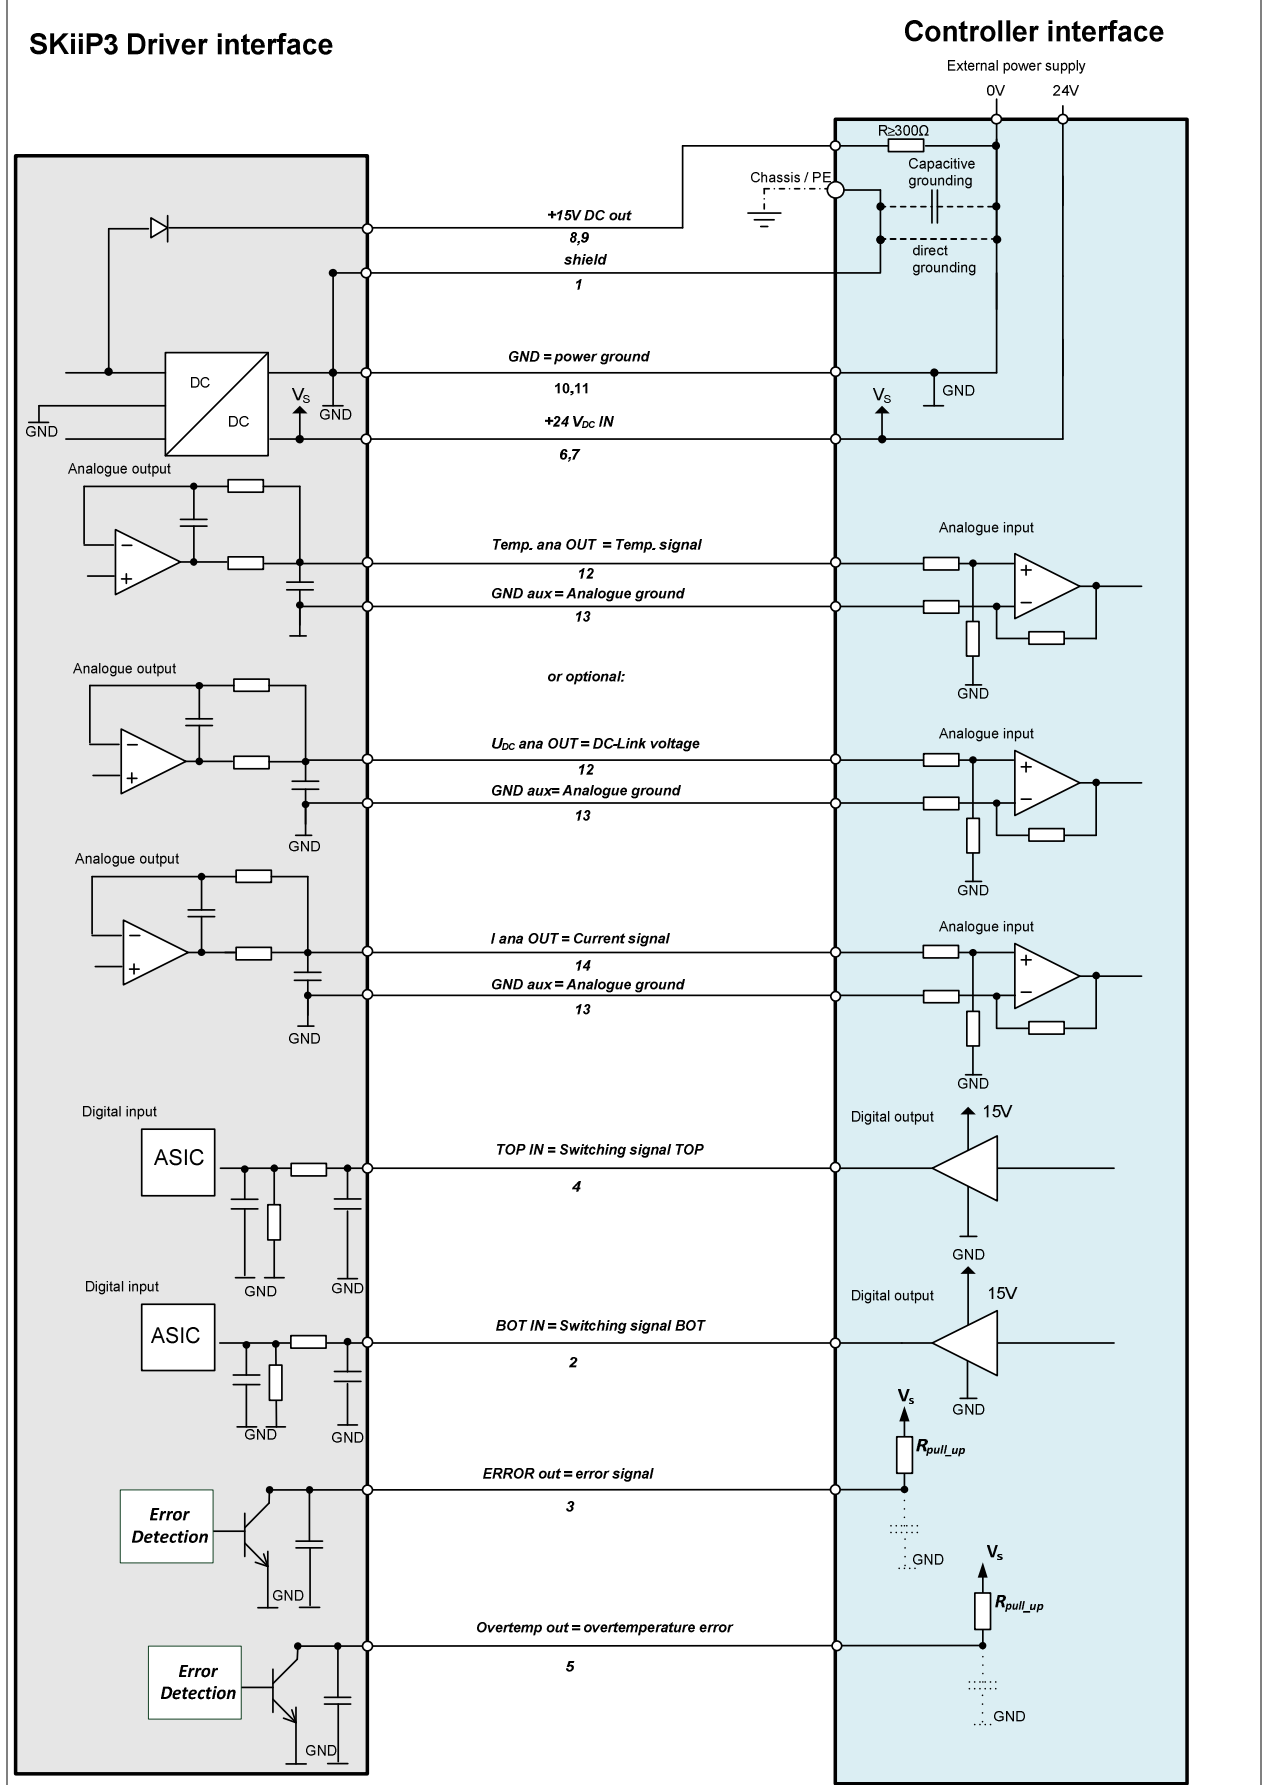 SKiiP3 Driver interface
Controller interface
External power supply
0V
24V
R≥300Ω
Capacitive
grounding
Chassis / PE
direct
grounding
+15V DC out
8,9
shield
1
GND = power ground
10,11
DC
DC
GND
VS
GND
VS
GND
+24 VDC IN
6,7
Analogue output
Analogue input
Temp. ana OUT = Temp. signal
12
GND aux = Analogue ground
13
−
+
+
−
GND
or optional:
Analogue output
Analogue input
UDC ana OUT = DC-Link voltage
12
GND aux= Analogue ground
13
−
+
+
−
GND
GND
Analogue output
Analogue input
I ana OUT = Current signal
14
GND aux = Analogue ground
13
−
+
+
−
GND
GND
Digital input
Digital output
15V
ASIC
TOP IN = Switching signal TOP
4
GND
GND
GND
Digital input
Digital output
15V
ASIC
BOT IN = Switching signal BOT
2
GND
GND
GND
Vs
Rpull_up
ERROR out = error signal
3
Error
Detection
GND
GND
Vs
Rpull_up
Overtemp out = overtemperature error
5
Error
Detection
GND
GND